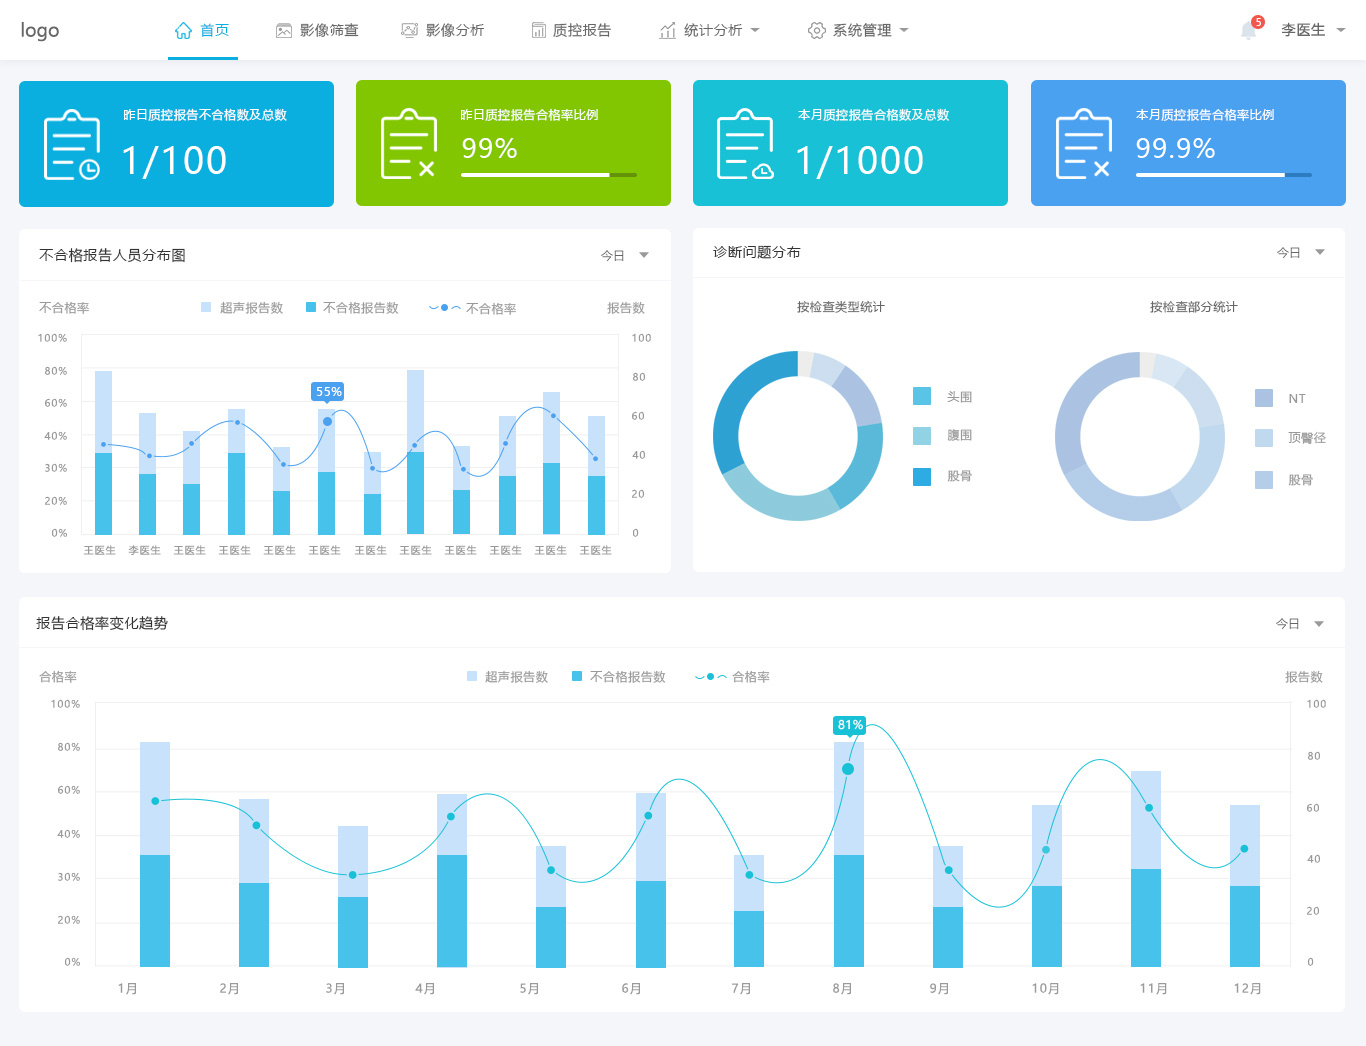 logo
首页
影像筛查
影像分析
质控报告
统计分析
系统管理
5
李医生
昨日质控报告不合格数及总数
1/100
昨日质控报告合格率比例
99%
本月质控报告合格数及总数
1/1000
本月质控报告合格率比例
99.9%
不合格报告人员分布图
今日
不合格率
超声报告数
不合格报告数
不合格率
报告数
100%
80%
60%
40%
30%
20%
0%
55%
100
80
60
40
20
0
王医生 李医生 王医生 王医生 王医生 王医生 王医生 王医生 王医生 王医生 王医生 王医生
诊断问题分布
今日
按检查类型统计
头围
腹围
股骨
按检查部分统计
NT
顶臀径
股骨
报告合格率变化趋势
今日
合格率
超声报告数
不合格报告数
合格率
报告数
100%
80%
60%
40%
30%
20%
0%
81%
100
80
60
40
20
0
1月 2月 3月 4月 5月 6月 7月 8月 9月 10月 11月 12月